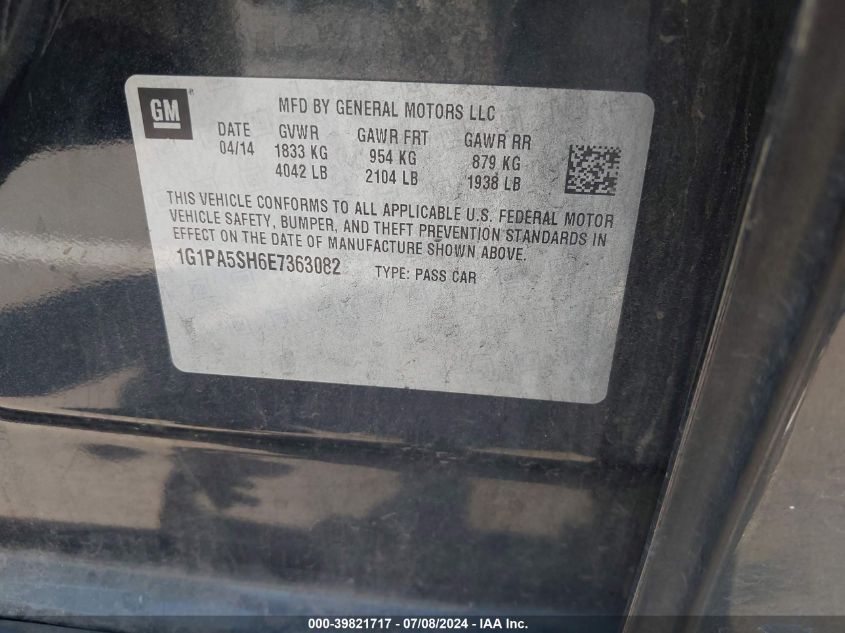 GM
MFD BY GENERAL MOTORS LLC
DATE GVWR GAWR FRT GAWR RR
04/14 1833 KG 954 KG 879 KG
4042 LB 2104 LB 1938 LB
THIS VEHICLE CONFORMS TO ALL APPLICABLE U.S. FEDERAL MOTOR
VEHICLE SAFETY, BUMPER, AND THEFT PREVENTION STANDARDS IN
EFFECT ON THE DATE OF MANUFACTURE SHOWN ABOVE.
1G1PA5SH6E7363082 TYPE: PASS CAR
000-39821717 - 07/08/2024 - IAA Inc.